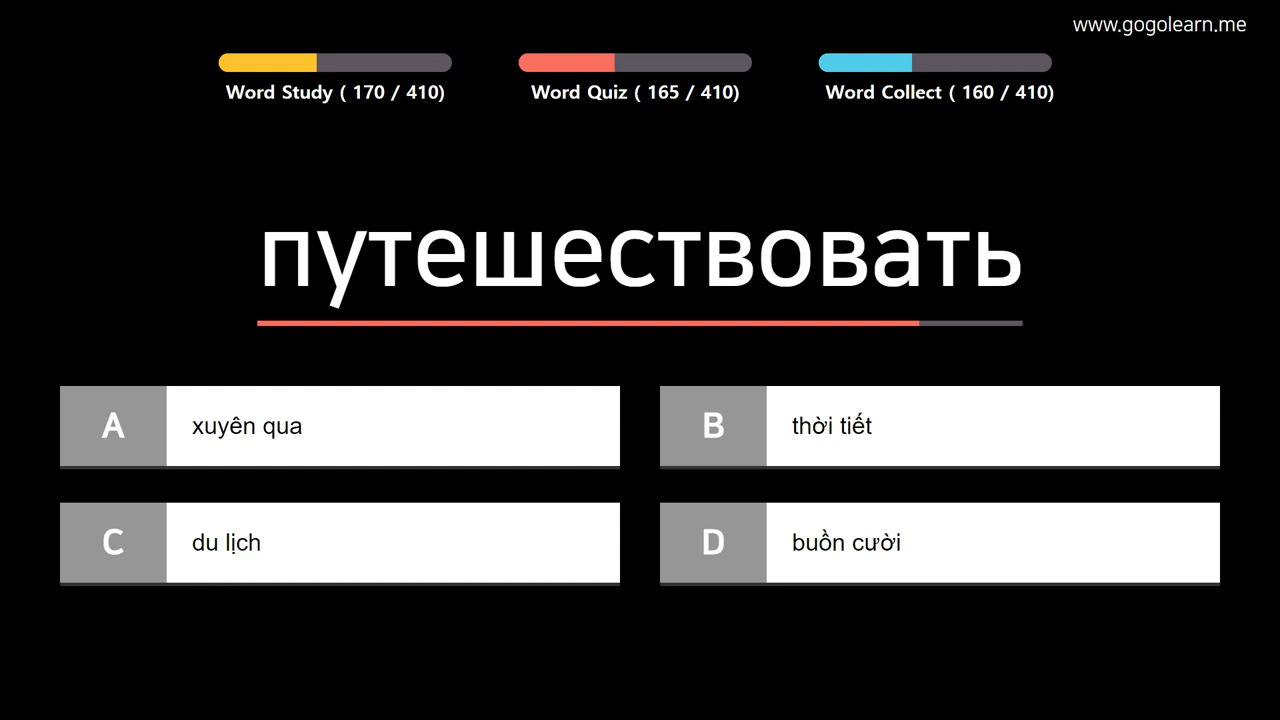 www.gogolearn.me
Word Study ( 170 / 410)
Word Quiz ( 165 / 410)
Word Collect ( 160 / 410)
путешествовать
A xuyên qua
B thời tiết
C du lịch
D buồn cười